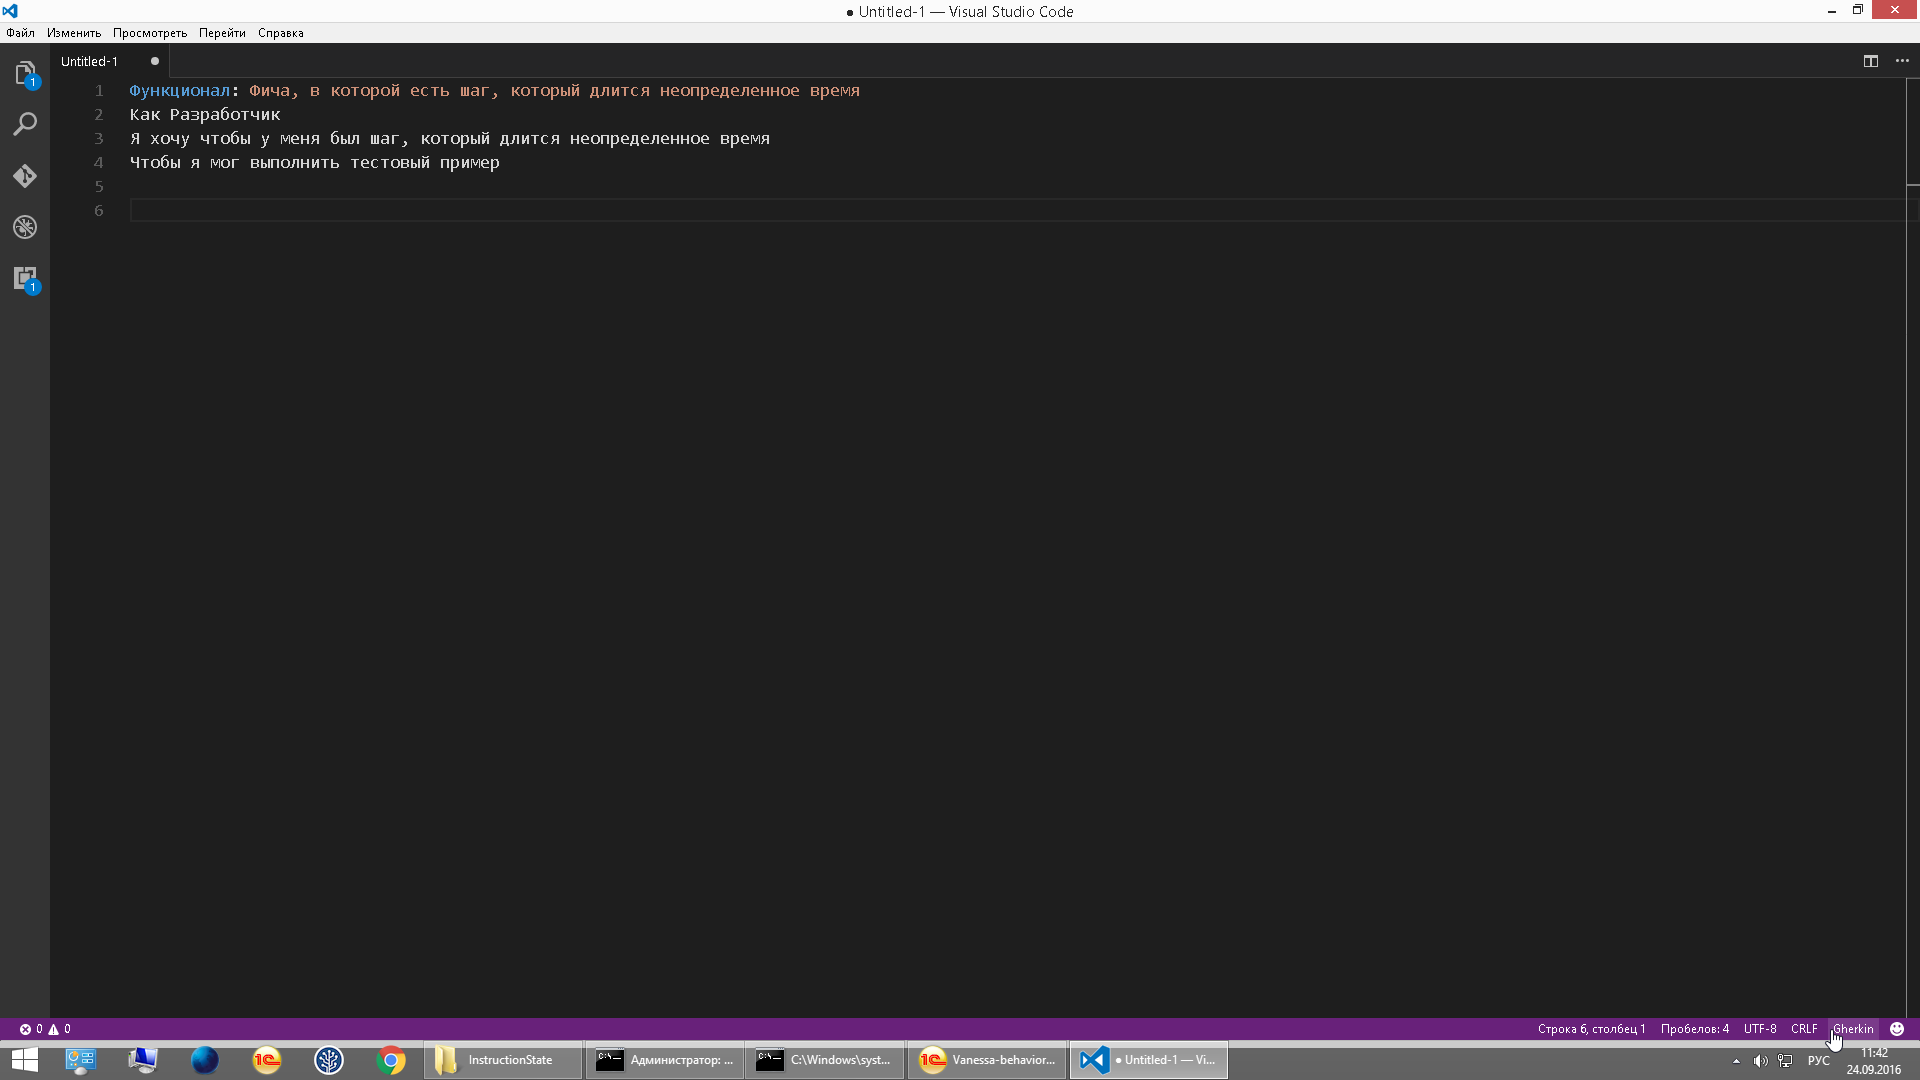 ● Untitled-1 — Visual Studio Code
Файл Изменить Просмотреть Перейти Справка
Untitled-1 ●
1 Функционал: Фича, в которой есть шаг, который длится неопределенное время
2 Как Разработчик
3 Я хочу чтобы у меня был шаг, который длится неопределенное время
4 Чтобы я мог выполнить тестовый пример
5
6
1
1
0 0 Строка 6, столбец 1 Пробелов: 4 UTF-8 CRLF Gherkin
InstructionState Администратор: ... C:\Windows\syst... Vanessa-behavior... ● Untitled-1 — Vi... РУС 11:42
24.09.2016